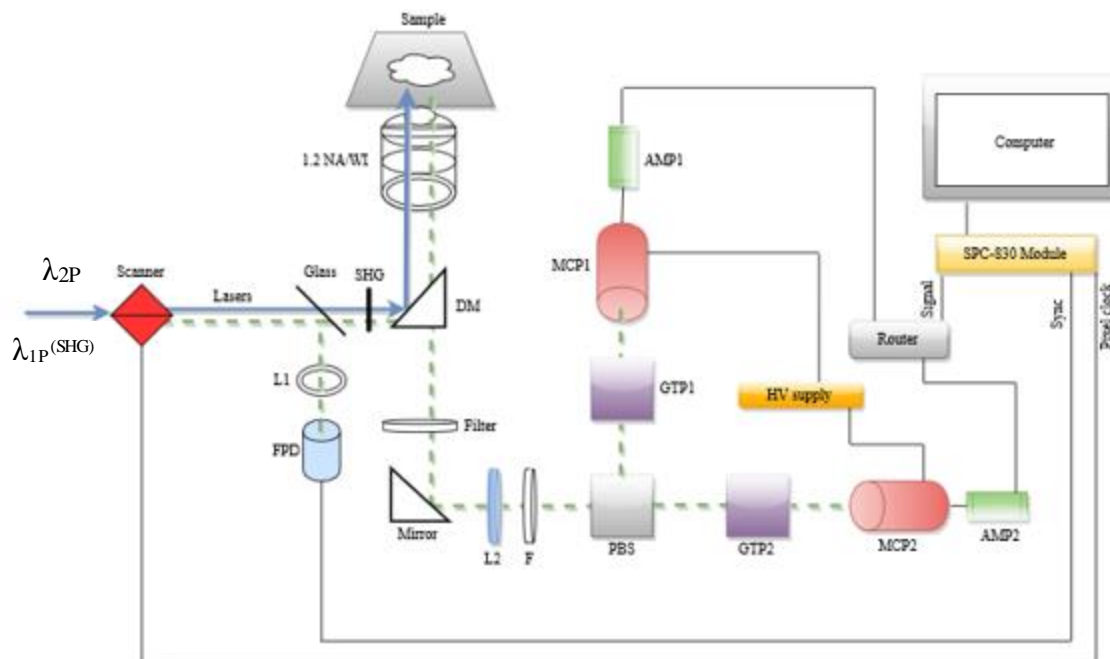 Sample
1.2 NA/WI
AMP1
Computer
MCP1
SPC-830 Module
λ2P
Scanner
Lasers
Glass
SHG
DM
Signal
Sync
Pixel clock
λ1P(SHG)
Router
L1
GTP1
HV supply
Filter
FPD
Mirror
L2
F
PBS
GTP2
MCP2
AMP2